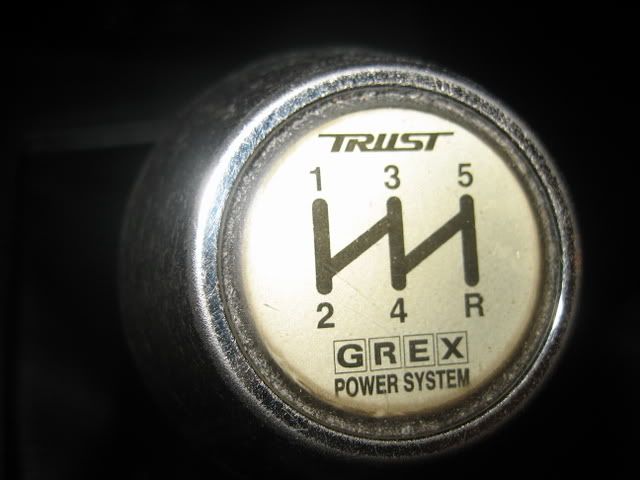 TRUST
1 3 5
2 4 R
GREX
POWER SYSTEM